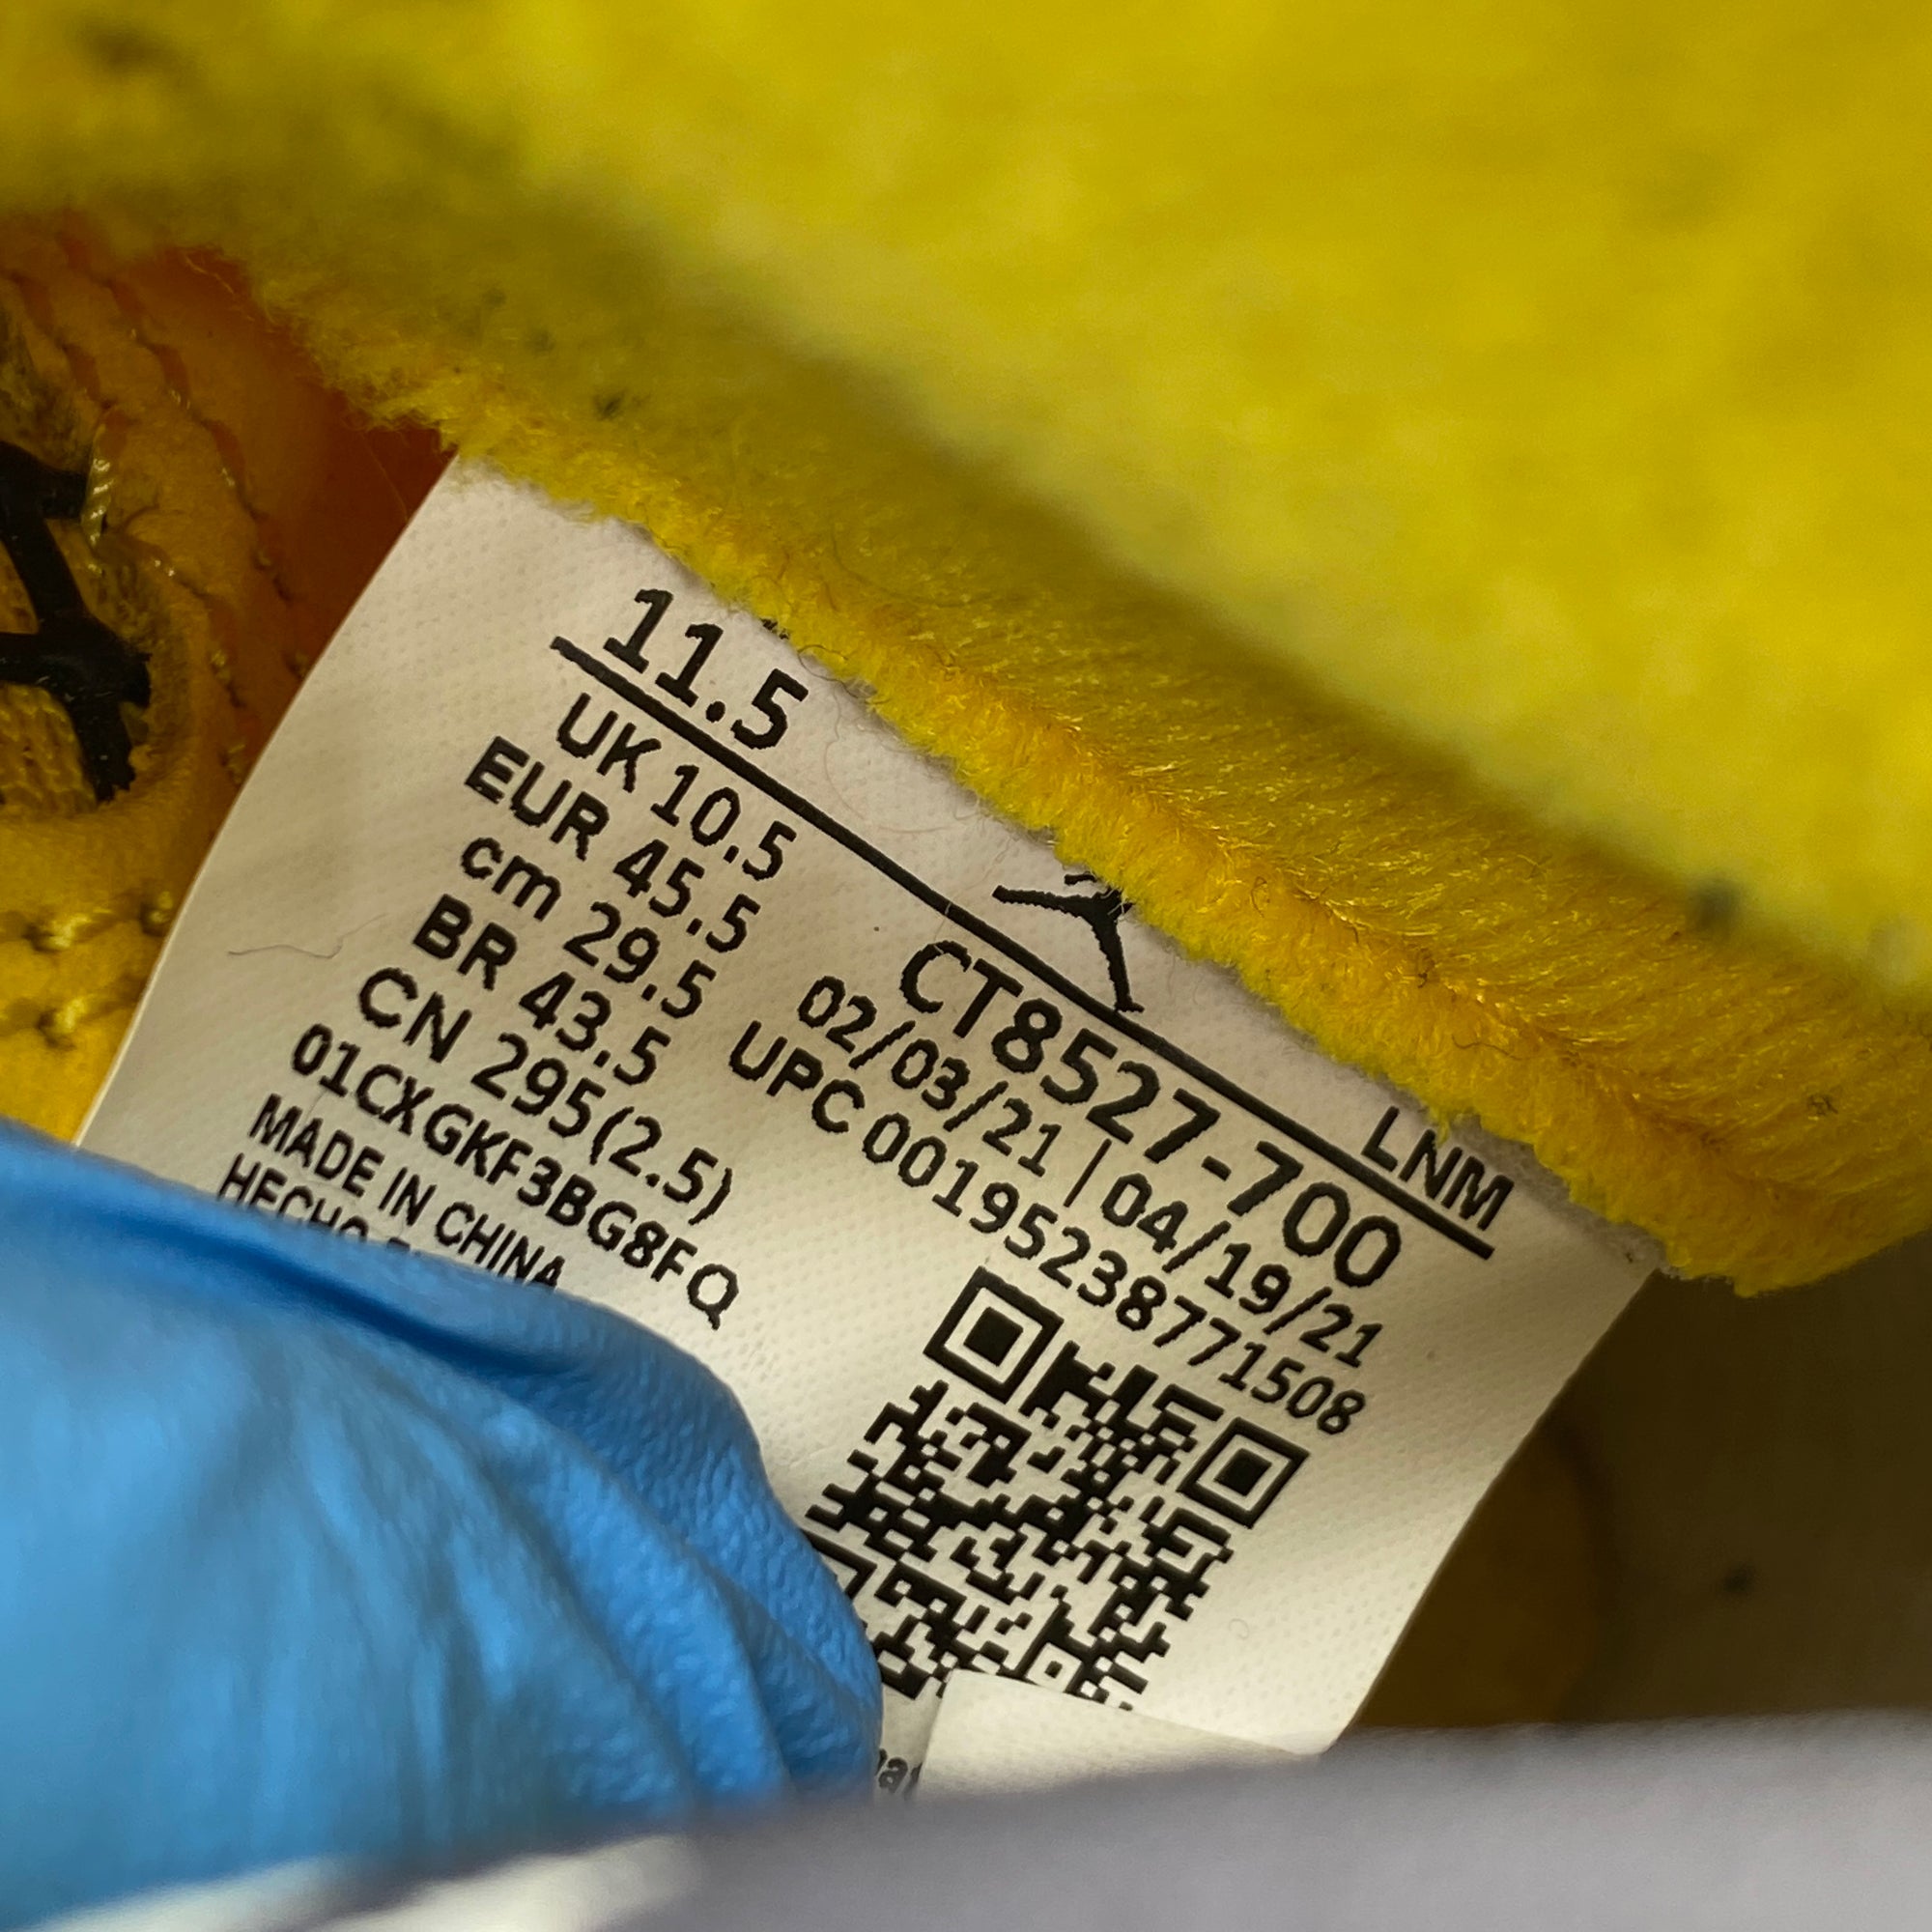 11.5
LNM
UK 10.5
EUR 45.5
cm 29.5
BR 43.5
CN 295(2.5)
01CXGKF3BG8FQ
MADE IN CHINA
HECHO
CT8527-700
02/03/21 | 04/19/21
UPC 00195238771508